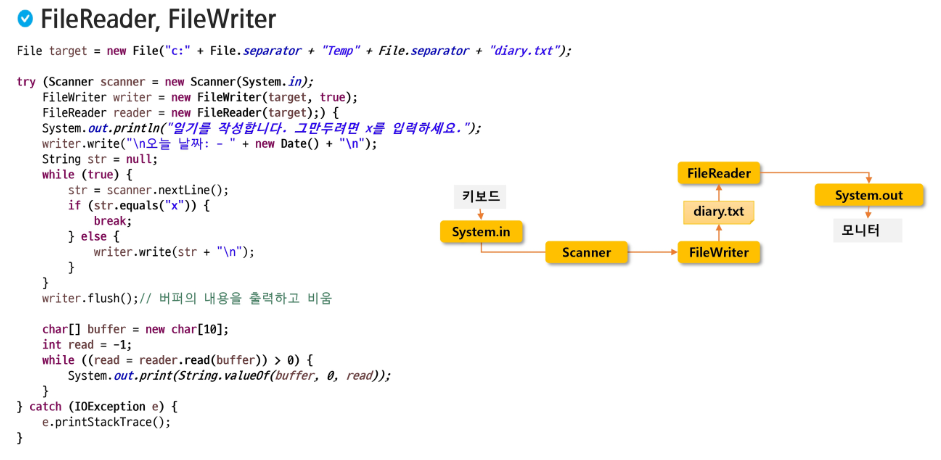 FileReader, FileWriter
File target = new File("c:" + File.separator + "Temp" + File.separator + "diary.txt");
try (Scanner scanner = new Scanner(System.in);
FileWriter writer = new FileWriter(target, true);
FileReader reader = new FileReader(target);) {
System.out.println("일기를 작성합니다. 그만두려면 x를 입력하세요.");
writer.write("\n오늘 날짜: - " + new Date() + "\n");
String str = null;
while (true) {
str = scanner.nextLine();
if (str.equals("x")) {
break;
} else {
writer.write(str + "\n");
}
}
writer.flush();// 버퍼의 내용을 출력하고 비움
char[] buffer = new char[10];
int read = -1;
while ((read = reader.read(buffer)) > 0) {
System.out.print(String.valueOf(buffer, 0, read));
}
} catch (IOException e) {
e.printStackTrace();
}
키보드
System.in
Scanner
FileWriter
diary.txt
FileReader
System.out
모니터